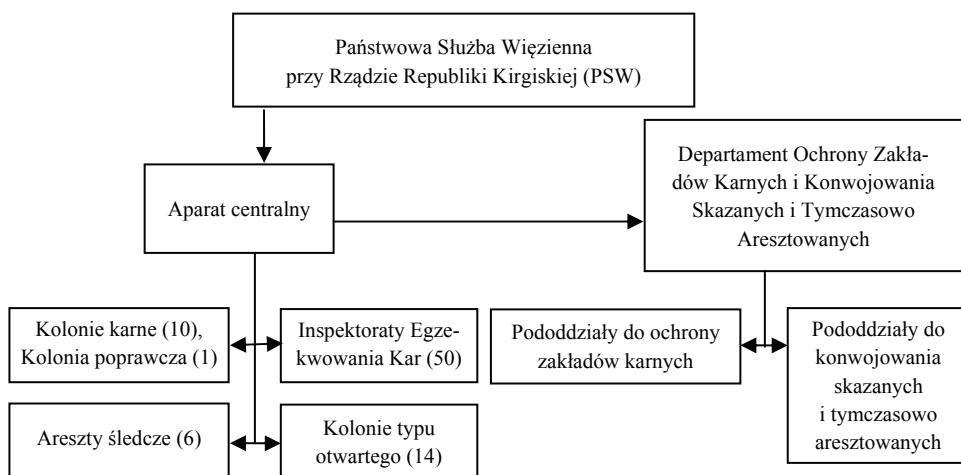 Państwowa Służba Więzienna
przy Rządzie Republiki Kirgiskiej (PSW)
Aparat centralny
Departament Ochrony Zakła-
dów Karnych i Konwojowania
Skazanych i Tymczasowo
Aresztowanych
Kolonie karne (10),
Kolonia poprawcza (1)
Inspektoraty Egze-
kwowania Kar (50)
Pododdziały do ochrony
zakładów karnych
Pododdziały do
konwojowania
skazanych
i tymczasowo
aresztowanych
Areszty śledcze (6)
Kolonie typu
otwartego (14)